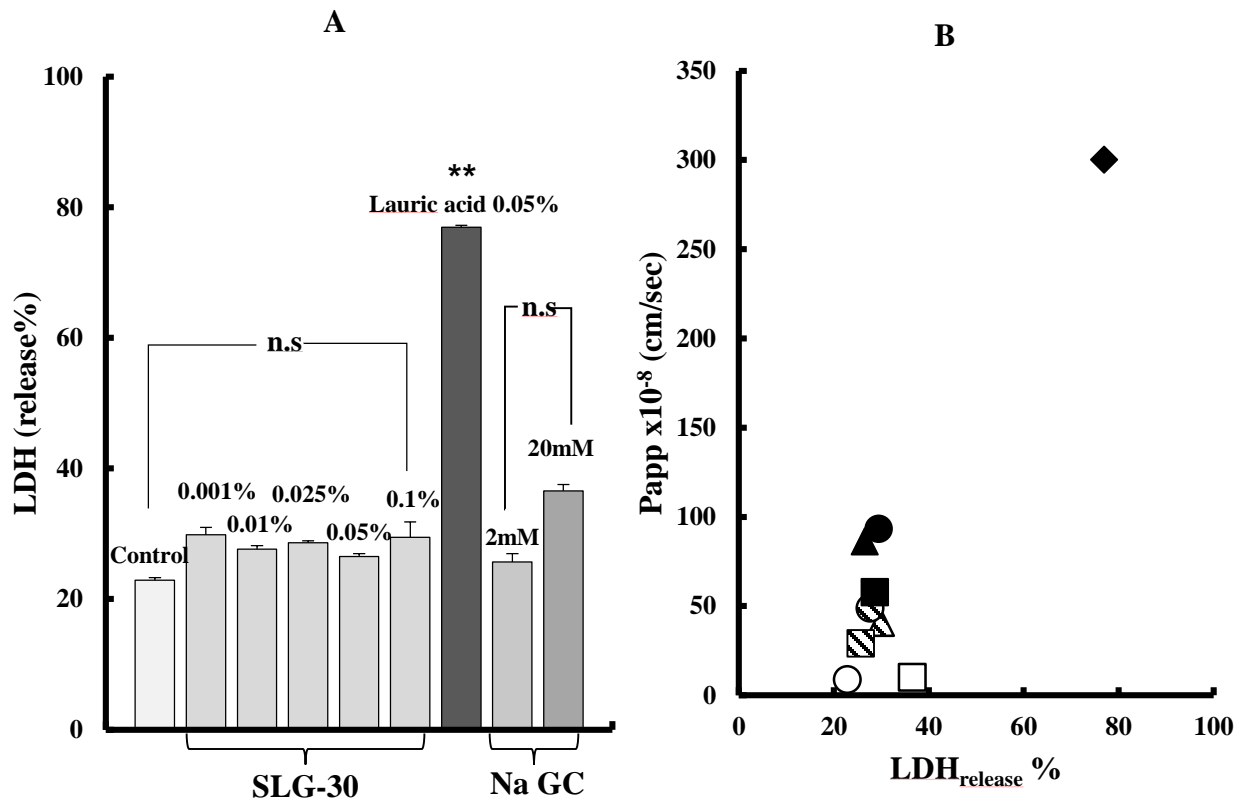 A
LDH (release%)
100
80
60
40
20
0
**
Lauric acid 0.05%
n.s
n.s
20mM
0.001%
0.025%
0.1%
0.01%
0.05%
2mM
Control
SLG-30
Na GC
B
Papp x10-8 (cm/sec)
350
300
250
200
150
100
50
0
0 20 40 60 80 100
LDHrelease %